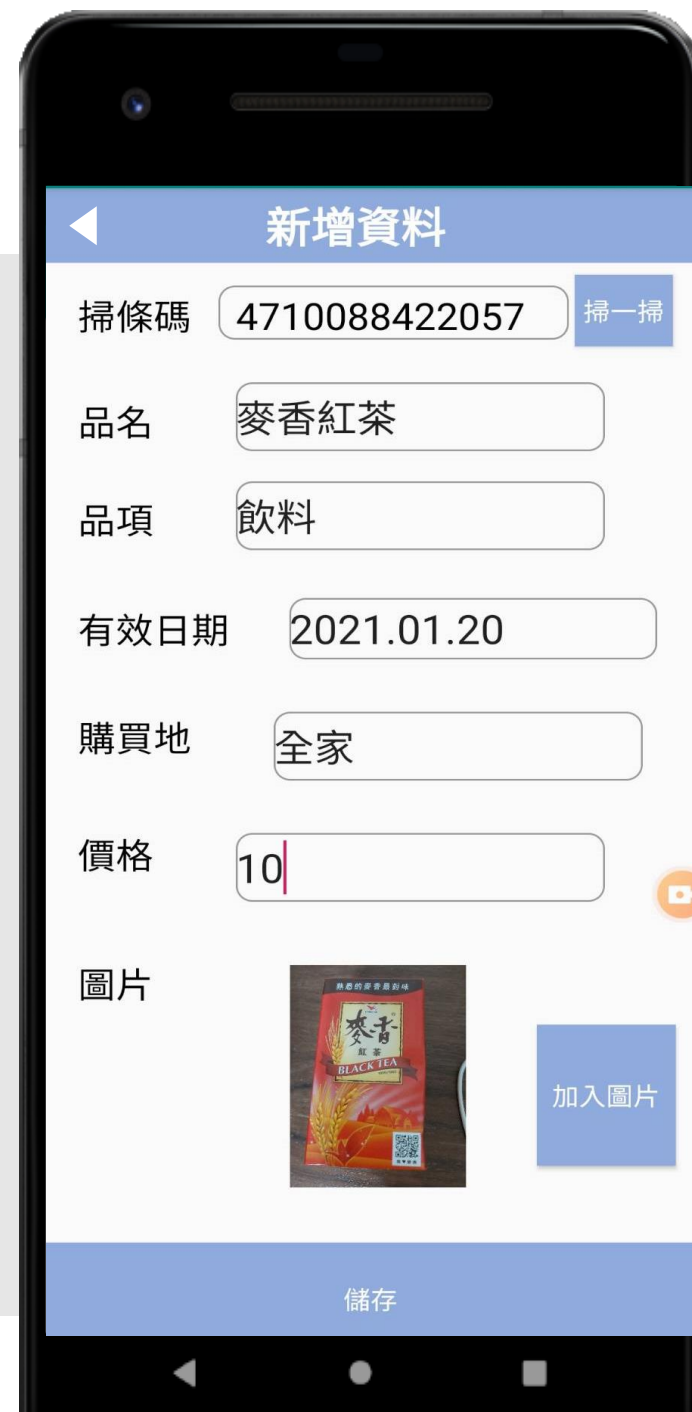 新增資料
掃條碼 4710088422057 掃一掃
品名 麥香紅茶
品項 飲料
有效日期 2021.01.20
購買地 全家
價格 10
圖片
熟悉的麥香最對味
麥香
紅茶
BLACK TEA
加入圖片
儲存